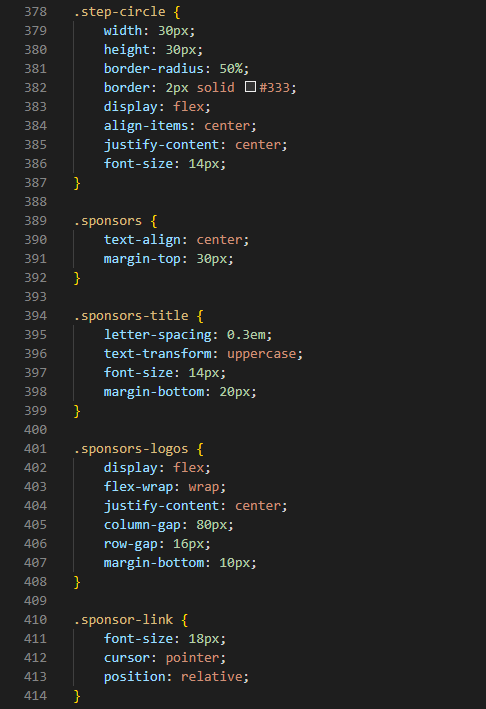 378 .step-circle {
379 width: 30px;
380 height: 30px;
381 border-radius: 50%;
382 border: 2px solid #333;
383 display: flex;
384 align-items: center;
385 justify-content: center;
386 font-size: 14px;
387 }
388
389 .sponsors {
390 text-align: center;
391 margin-top: 30px;
392 }
393
394 .sponsors-title {
395 letter-spacing: 0.3em;
396 text-transform: uppercase;
397 font-size: 14px;
398 margin-bottom: 20px;
399 }
400
401 .sponsors-logos {
402 display: flex;
403 flex-wrap: wrap;
404 justify-content: center;
405 column-gap: 80px;
406 row-gap: 16px;
407 margin-bottom: 10px;
408 }
409
410 .sponsor-link {
411 font-size: 18px;
412 cursor: pointer;
413 position: relative;
414 }